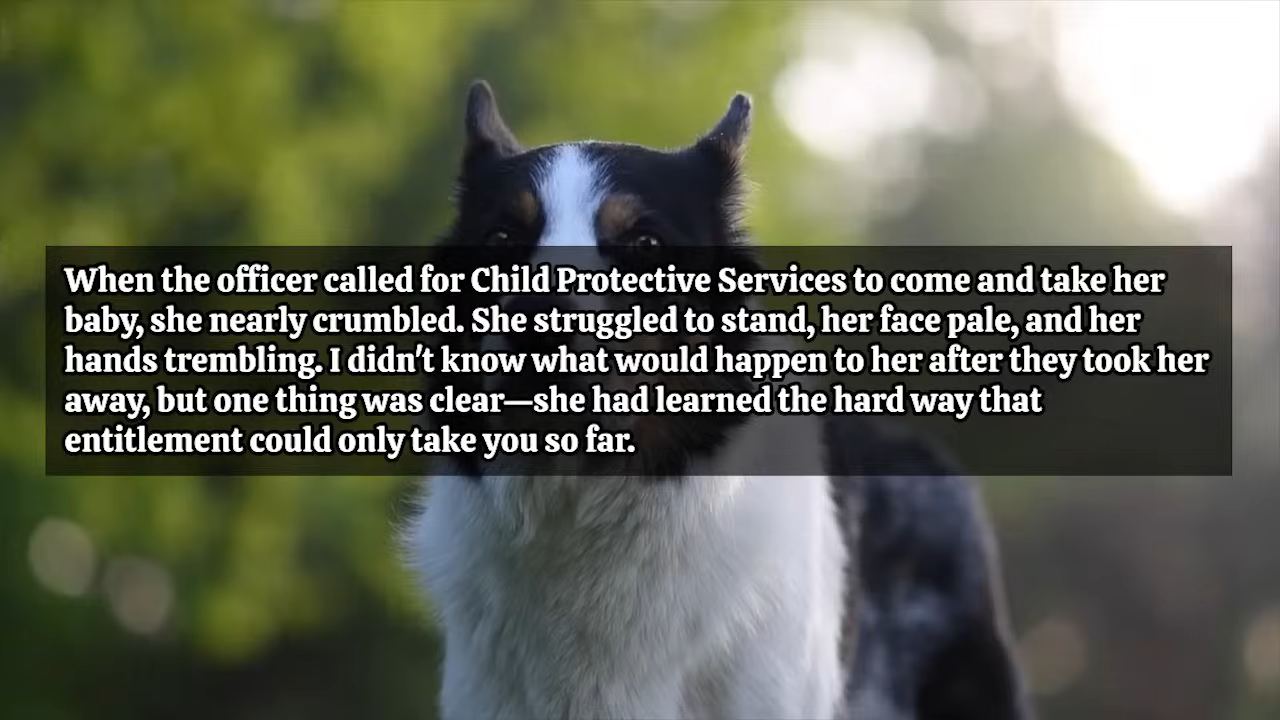 When the officer called for Child Protective Services to come and take her
baby, she nearly crumbled. She struggled to stand, her face pale, and her
hands trembling. I didn't know what would happen to her after they took her
away, but one thing was clear—she had learned the hard way that
entitlement could only take you so far.